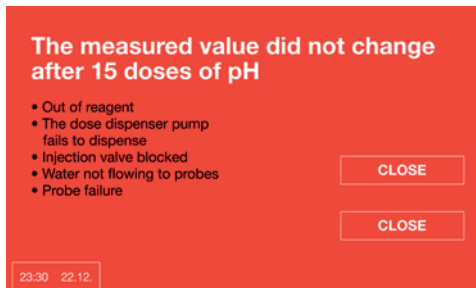 The measured value did not change
after 15 doses of pH
• Out of reagent
• The dose dispenser pump
fails to dispense
• Injection valve blocked
• Water not flowing to probes
• Probe failure
CLOSE
CLOSE
23:30 22.12.